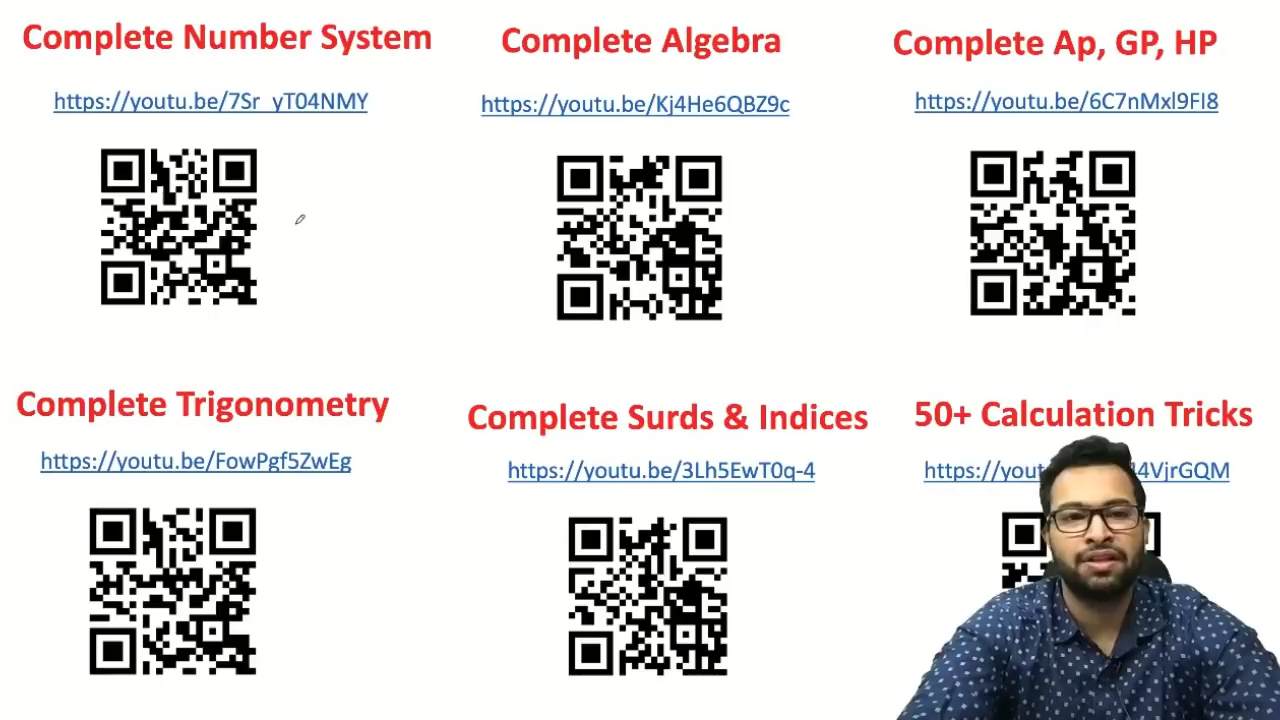 Complete Number System
https://youtu.be/7Sr_yT04NMY
Complete Algebra
https://youtu.be/Kj4He6QBZ9c
Complete Ap, GP, HP
https://youtu.be/6C7nMxl9FI8
Complete Trigonometry
https://youtu.be/FowPgf5ZwEg
Complete Surds & Indices
https://youtu.be/3Lh5EwT0q-4
50+ Calculation Tricks